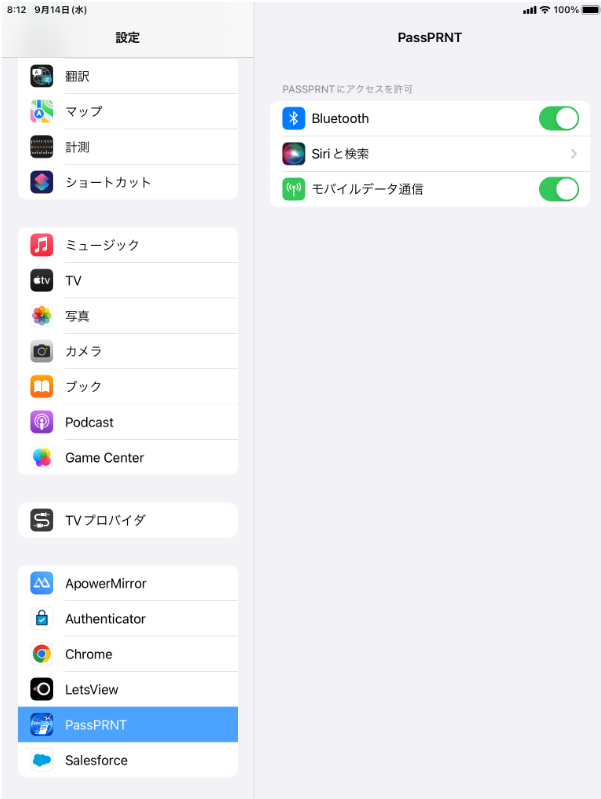 8:12 9月14日(水)
100%
設定
PassPRNT
翻訳
マップ
計測
ショートカット
ミュージック
tv
TV
写真
カメラ
ブック
Podcast
Game Center
TVプロバイダ
ApowerMirror
Authenticator
Chrome
LetsView
PassPRNT
Salesforce
PASSPRNTにアクセスを許可
Bluetooth
Siriと検索
モバイルデータ通信